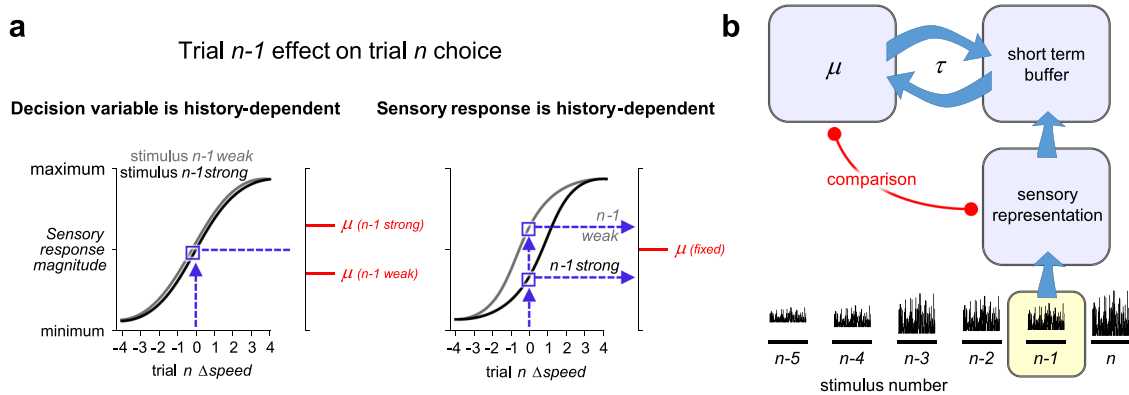 a
Trial n-1 effect on trial n choice
Decision variable is history-dependent
stimulus n-1 weak
stimulus n-1 strong
maximum
Sensory
response
magnitude
minimum
μ (n-1 strong)
μ (n-1 weak)
-4 -3 -2 -1 0 1 2 3 4
trial n Δspeed
Sensory response is history-dependent
n-1
weak
n-1 strong
μ (fixed)
-4 -3 -2 -1 0 1 2 3 4
trial n Δspeed
b
μ
τ
short term
buffer
comparison
sensory
representation
n-5 n-4 n-3 n-2 n-1 n
stimulus number